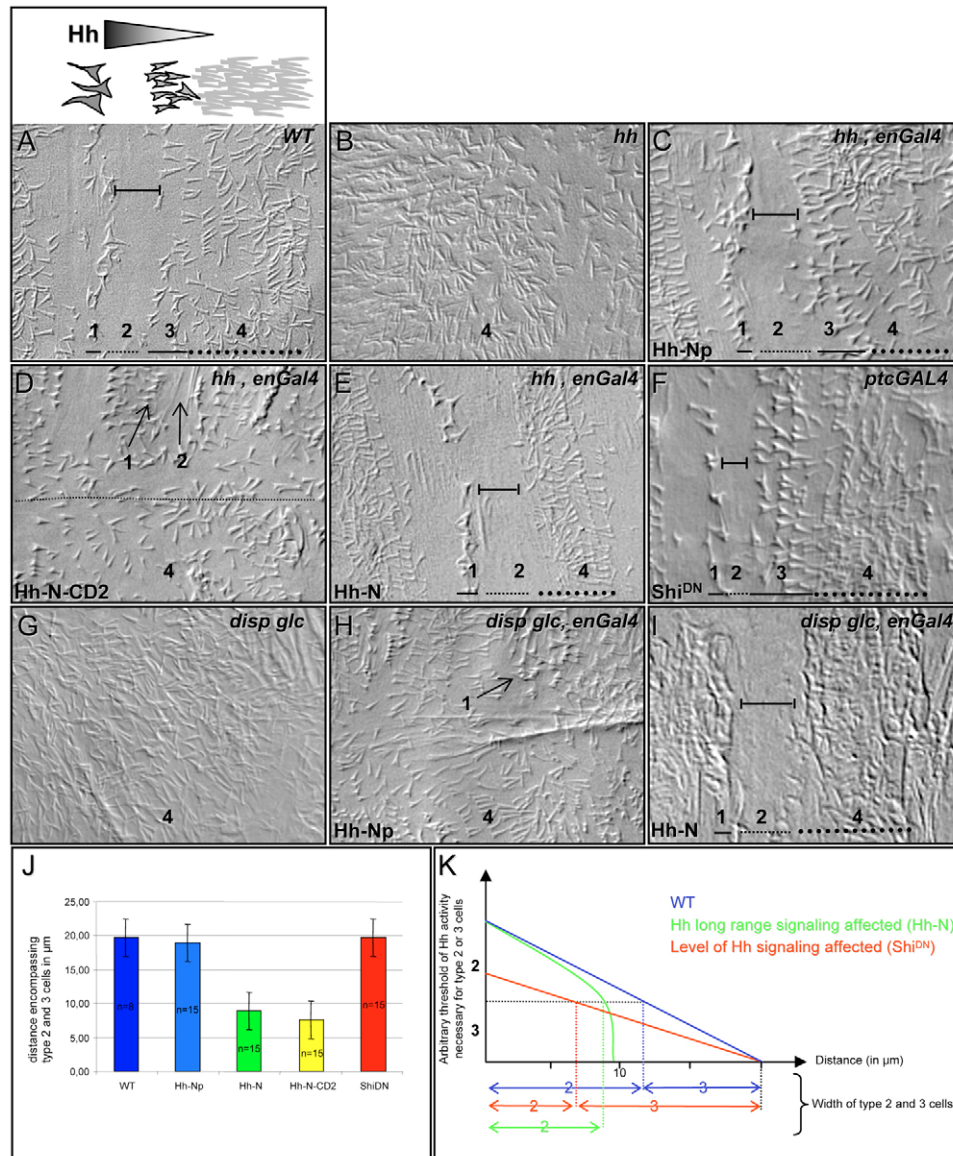 Hh
A
WT
1 2 3 4
B
hh
4
C
hh , enGal4
1 2 3 4
Hh-Np
D
hh , enGal4
1 2
4
Hh-N-CD2
E
hh , enGal4
1 2 4
Hh-N
F
ptcGAL4
1 2 3 4
Shi^DN
G
disp glc
4
H
disp glc, enGal4
1
4
Hh-Np
I
disp glc, enGal4
1 2 4
Hh-N
J
distance encompassing
type 2 and 3 cells in µm
25,00
20,00
15,00
10,00
5,00
0,00
n=8
n=15
n=15
n=15
n=15
WT Hh-Np Hh-N Hh-N-CD2 ShiDN
K
Arbitrary threshold of Hh activity
necessary for type 2 or 3 cells
2
3
WT
Hh long range signaling affected (Hh-N)
Level of Hh signaling affected (Shi^DN)
10
Distance (in µm)
2 3
2 3
2
Width of type 2 and 3 cells